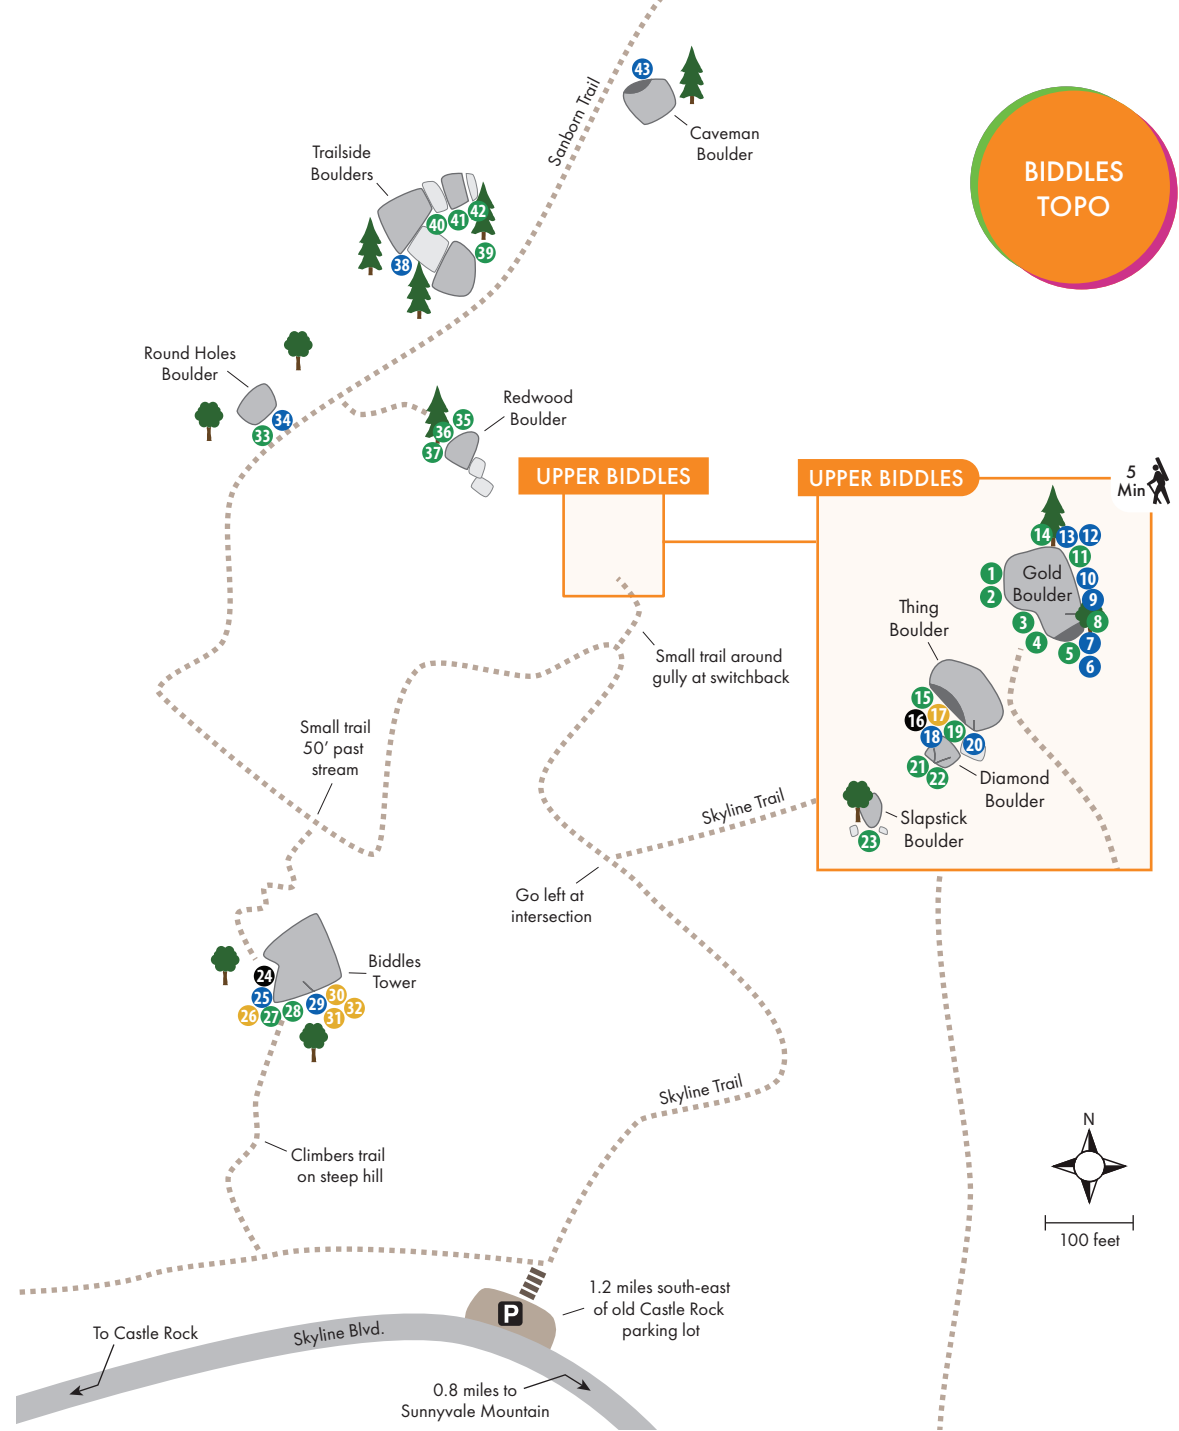 43
Sanborn Trail
Caveman
Boulder
BIDDLES
TOPO
Trailside
Boulders
40
41
42
39
38
Round Holes
Boulder
34
33
Redwood
Boulder
35
36
37
UPPER BIDDLES
UPPER BIDDLES
5
Min
14
13
12
11
1
Gold
Boulder
10
2
9
3
8
4
7
5
6
Thing
Boulder
15
17
16
18
19
20
21
22
Diamond
Boulder
Slapstick
Boulder
23
Small trail around
gully at switchback
Small trail
50' past
stream
Skyline Trail
Go left at
intersection
Biddles
Tower
24
25
26
27
28
29
30
31
32
Skyline Trail
Climbers trail
on steep hill
N
100 feet
1.2 miles south-east
of old Castle Rock
parking lot
P
To Castle Rock
Skyline Blvd.
0.8 miles to
Sunnyvale Mountain